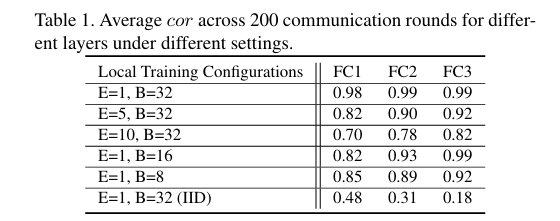 Table 1. Average cor across 200 communication rounds for differ-
ent layers under different settings.
Local Training Configurations FC1 FC2 FC3
E=1, B=32 0.98 0.99 0.99
E=5, B=32 0.82 0.90 0.92
E=10, B=32 0.70 0.78 0.82
E=1, B=16 0.82 0.93 0.99
E=1, B=8 0.85 0.89 0.92
E=1, B=32 (IID) 0.48 0.31 0.18